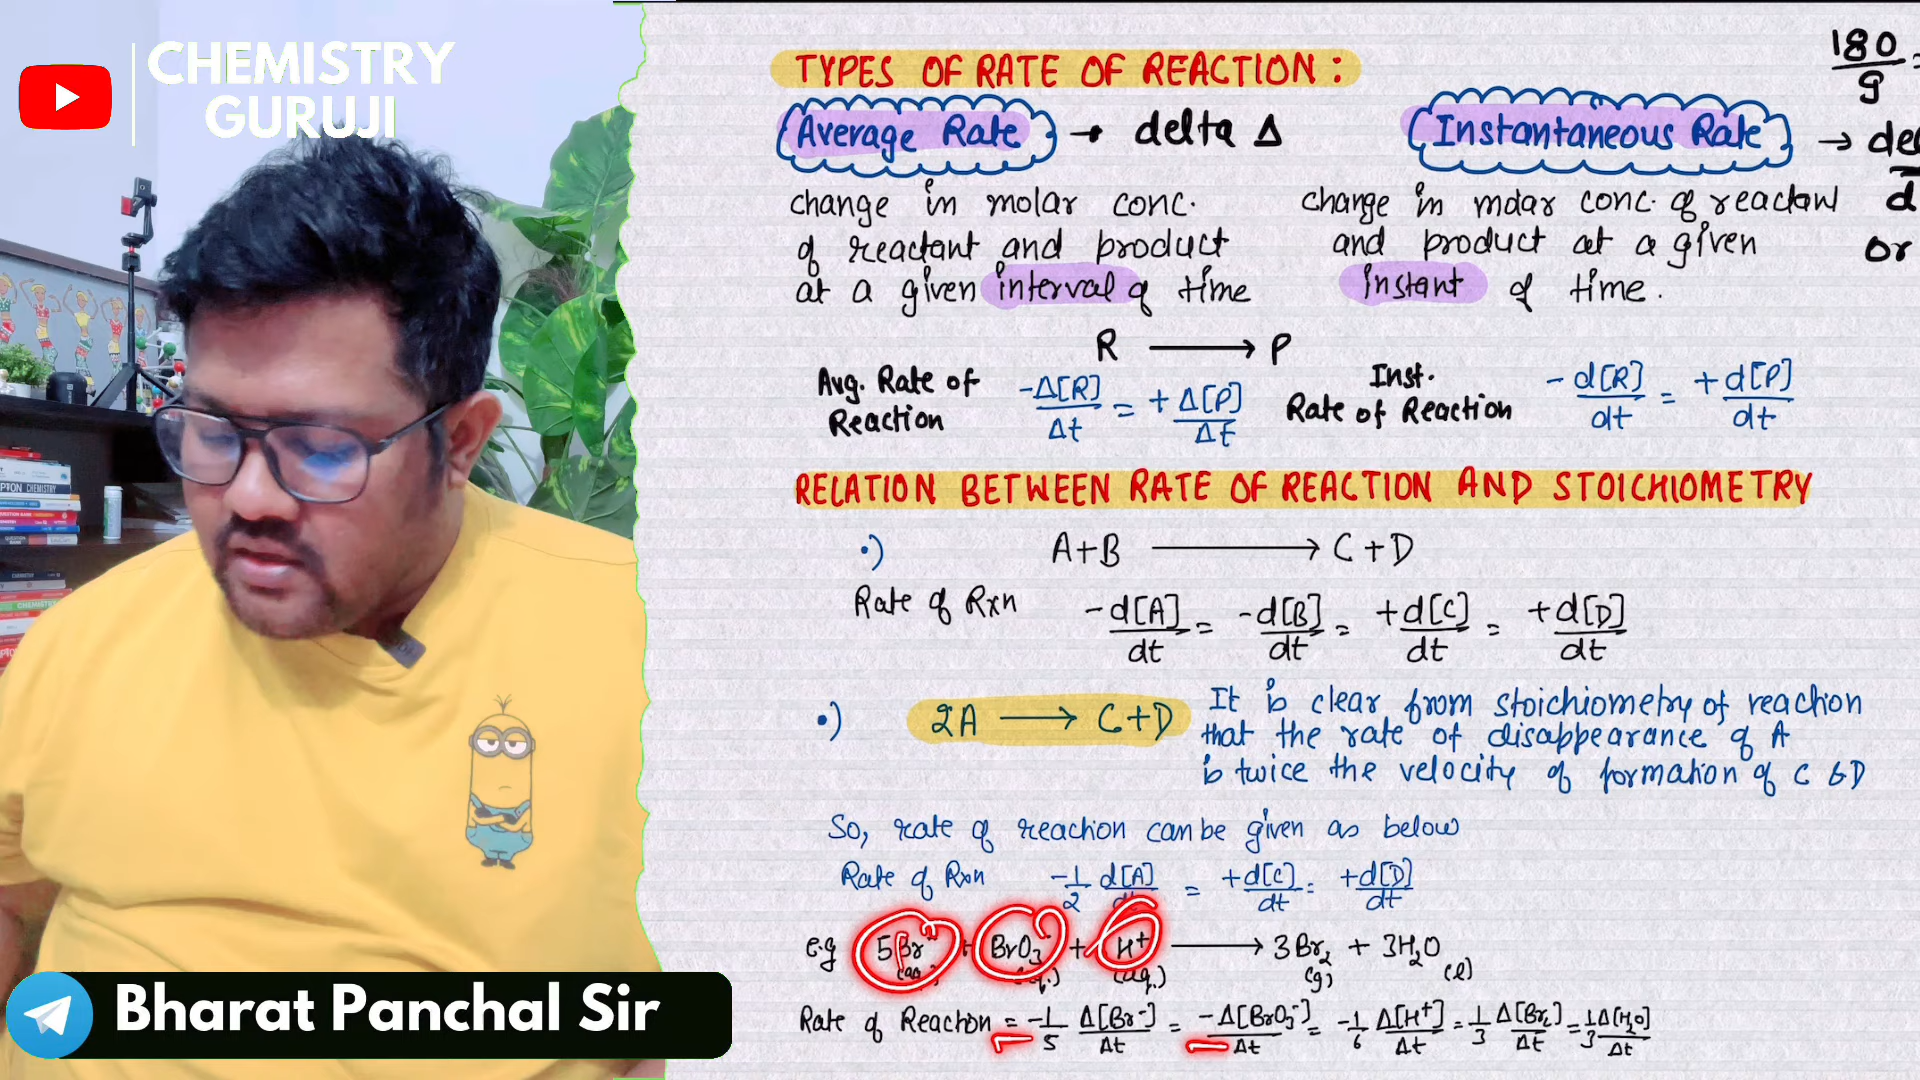 CHEMISTRY
GURUJI
TYPES OF RATE OF REACTION :
180
9
Average Rate → delta Δ
Instantaneous Rate →
change in molar conc.
of reactant and product
at a given interval of time
change in molar conc. of reactant
and product at a given
instant of time.
d
or
R ⟶ P
Avg. Rate of
Reaction
-Δ[R]/Δt = +Δ[P]/Δt
Inst.
Rate of Reaction
-d[R]/dt = +d[P]/dt
RELATION BETWEEN RATE OF REACTION AND STOICHIOMETRY
•) A+B ⟶ C+D
Rate of Rxn -d[A]/dt = -d[B]/dt = +d[C]/dt = +d[D]/dt
•) 2A ⟶ C+D
It is clear from stoichiometry of reaction
that the rate of disappearance of A
is twice the velocity of formation of C & D
So, rate of reaction can be given as below
Rate of Rxn -1/2 d[A]/dt = +d[C]/dt = +d[D]/dt
e.g 5Br⁻ + BrO₃⁻ + H⁺ ⟶ 3Br₂ + 3H₂O
(aq.) (aq.) (aq.) (g) (l)
Rate of Reaction = -1/5 Δ[Br⁻]/Δt = -Δ[BrO₃⁻]/Δt = -1/6 Δ[H⁺]/Δt = 1/3 Δ[Br₂]/Δt = 1/3 Δ[H₂O]/Δt
Bharat Panchal Sir